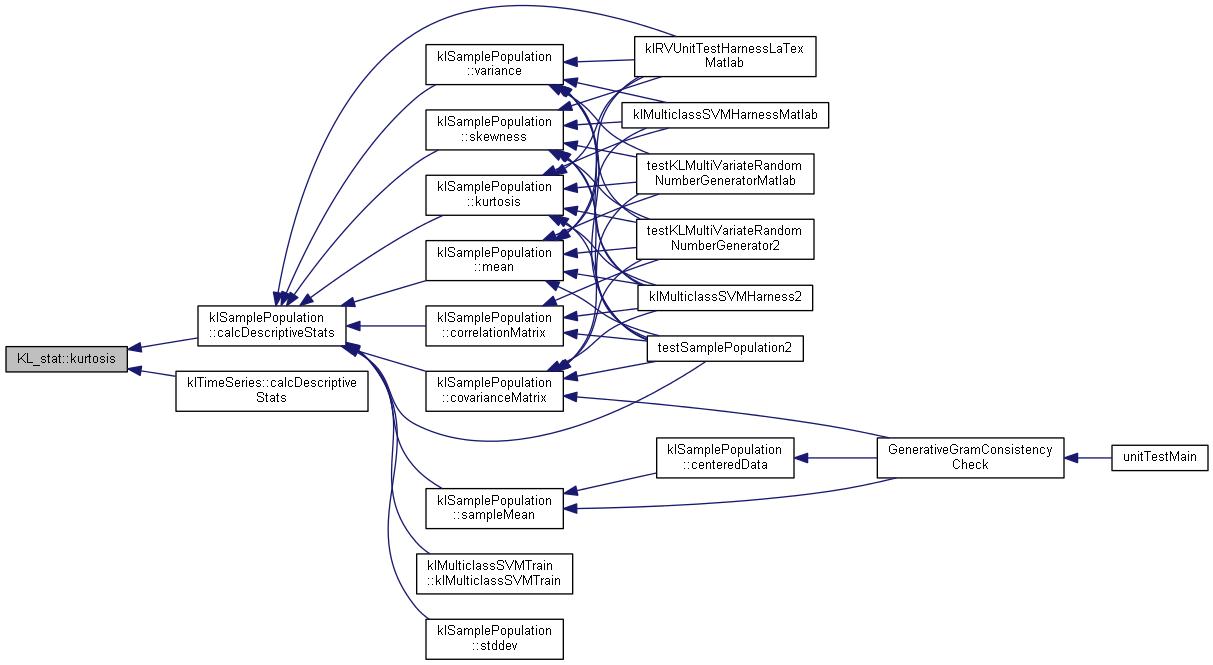 KL_stat::kurtosis
klSamplePopulation
::calcDescriptiveStats
klTimeSeries::calcDescriptive
Stats
klSamplePopulation
::variance
klSamplePopulation
::skewness
klSamplePopulation
::kurtosis
klSamplePopulation
::mean
klSamplePopulation
::correlationMatrix
klSamplePopulation
::covarianceMatrix
klSamplePopulation
::sampleMean
klMulticlassSVMTrain
::klMulticlassSVMTrain
klSamplePopulation
::stddev
klRVUnitTestHarnessLaTex
Matlab
klMulticlassSVMHarnessMatlab
testKLMultiVariateRandom
NumberGeneratorMatlab
testKLMultiVariateRandom
NumberGenerator2
klMulticlassSVMHarness2
testSamplePopulation2
klSamplePopulation
::centeredData
GenerativeGramConsistency
Check
unitTestMain